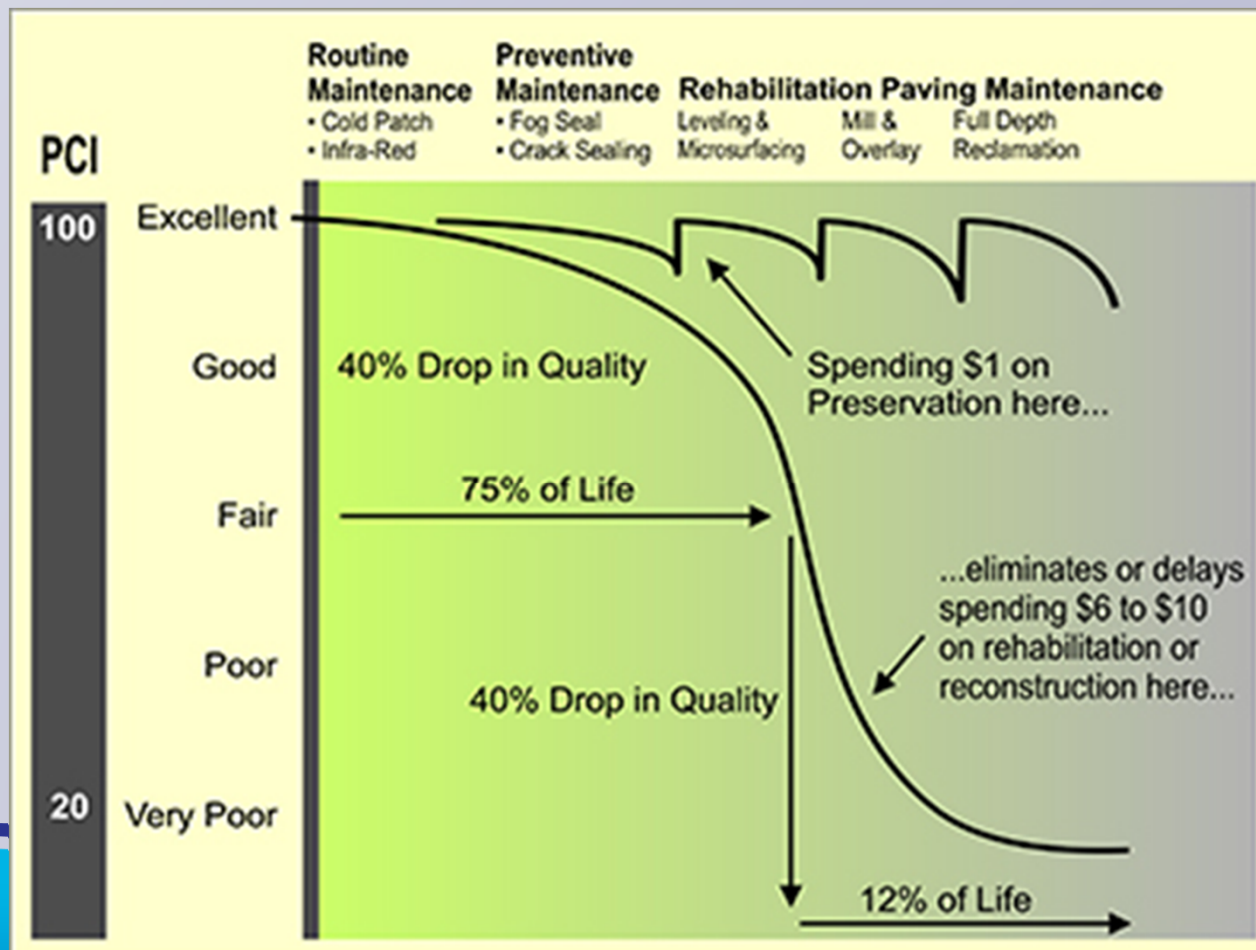 Routine
Maintenance
• Cold Patch
• Infra-Red
Preventive
Maintenance
• Fog Seal
• Crack Sealing
Rehabilitation Paving Maintenance
Leveling &
Microsurfacing
Mill &
Overlay
Full Depth
Reclamation
PCI
100
20
Excellent
Good
Fair
Poor
Very Poor
40% Drop in Quality
75% of Life
Spending $1 on
Preservation here...
...eliminates or delays
spending $6 to $10
on rehabilitation or
reconstruction here...
40% Drop in Quality
12% of Life